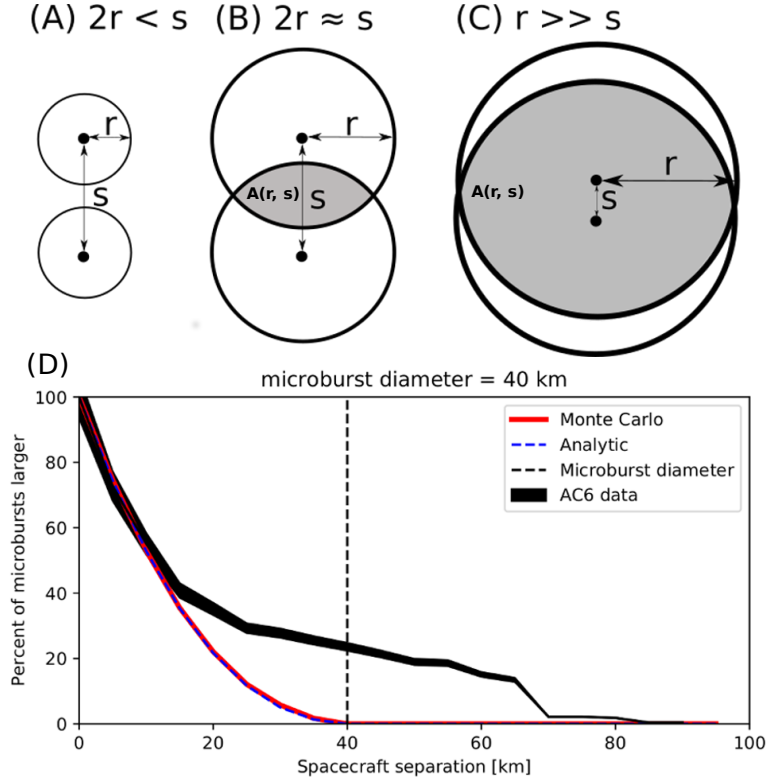 (A) 2r < s
(B) 2r ≈ s
(C) r >> s
r
s
r
A(r, s)
s
r
A(r, s)
s
(D)
microburst diameter = 40 km
Percent of microbursts larger
100
80
60
40
20
0
Monte Carlo
Analytic
Microburst diameter
AC6 data
0 20 40 60 80 100
Spacecraft separation [km]